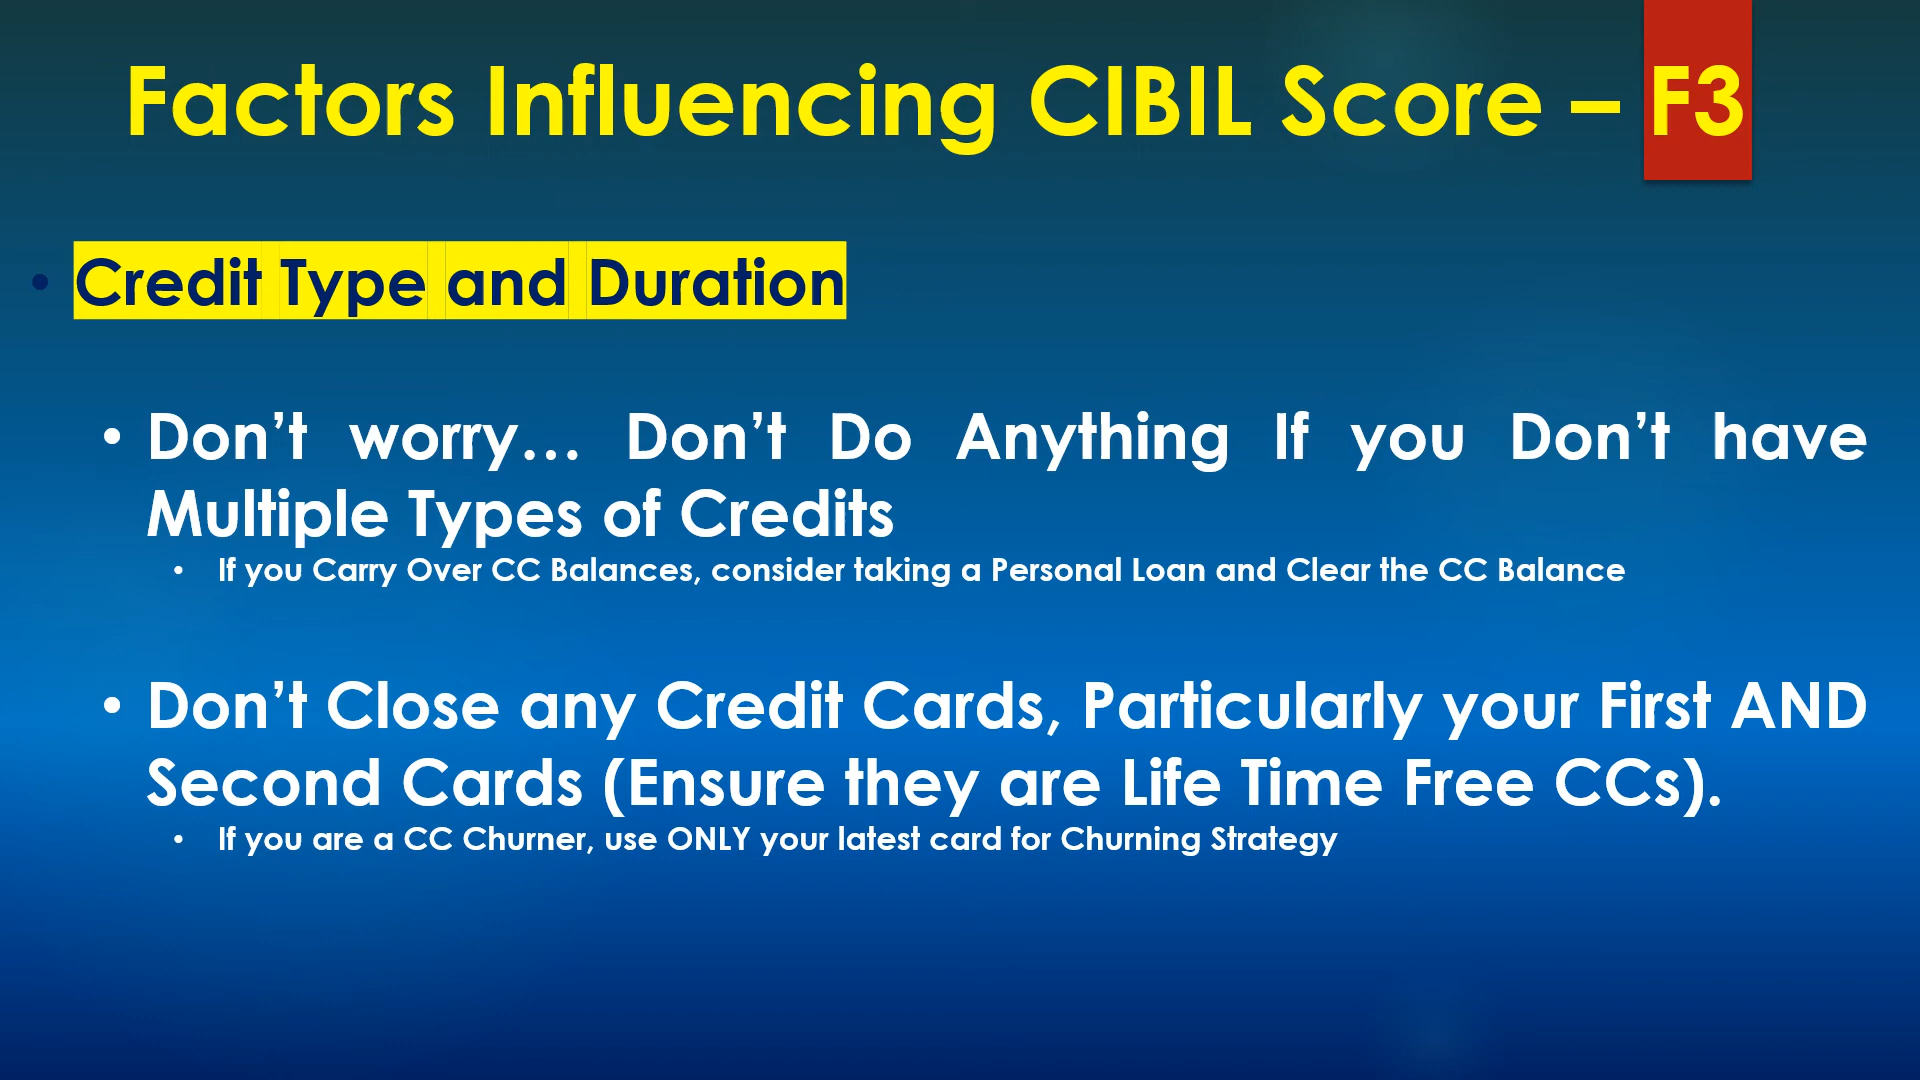 Factors Influencing CIBIL Score – F3
• Credit Type and Duration
• Don’t worry… Don’t Do Anything If you Don’t have
Multiple Types of Credits
• If you Carry Over CC Balances, consider taking a Personal Loan and Clear the CC Balance
• Don’t Close any Credit Cards, Particularly your First AND
Second Cards (Ensure they are Life Time Free CCs).
• If you are a CC Churner, use ONLY your latest card for Churning Strategy